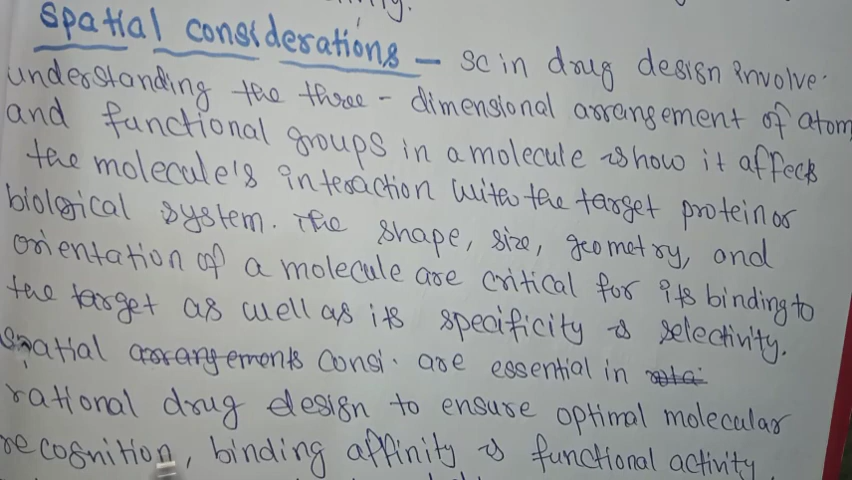 spatial considerations - sc in drug design involve.
understanding the three - dimensional arrangement of atom
and functional groups in a molecule & how it affects
the molecule's interaction with the target protein or
biological system. The shape, size, geometry, and
orientation of a molecule are critical for its binding to
the target as well as its specificity & selectivity.
spatial arrangements consi. are essential in
rational drug design to ensure optimal molecular
recognition, binding affinity & functional activity.